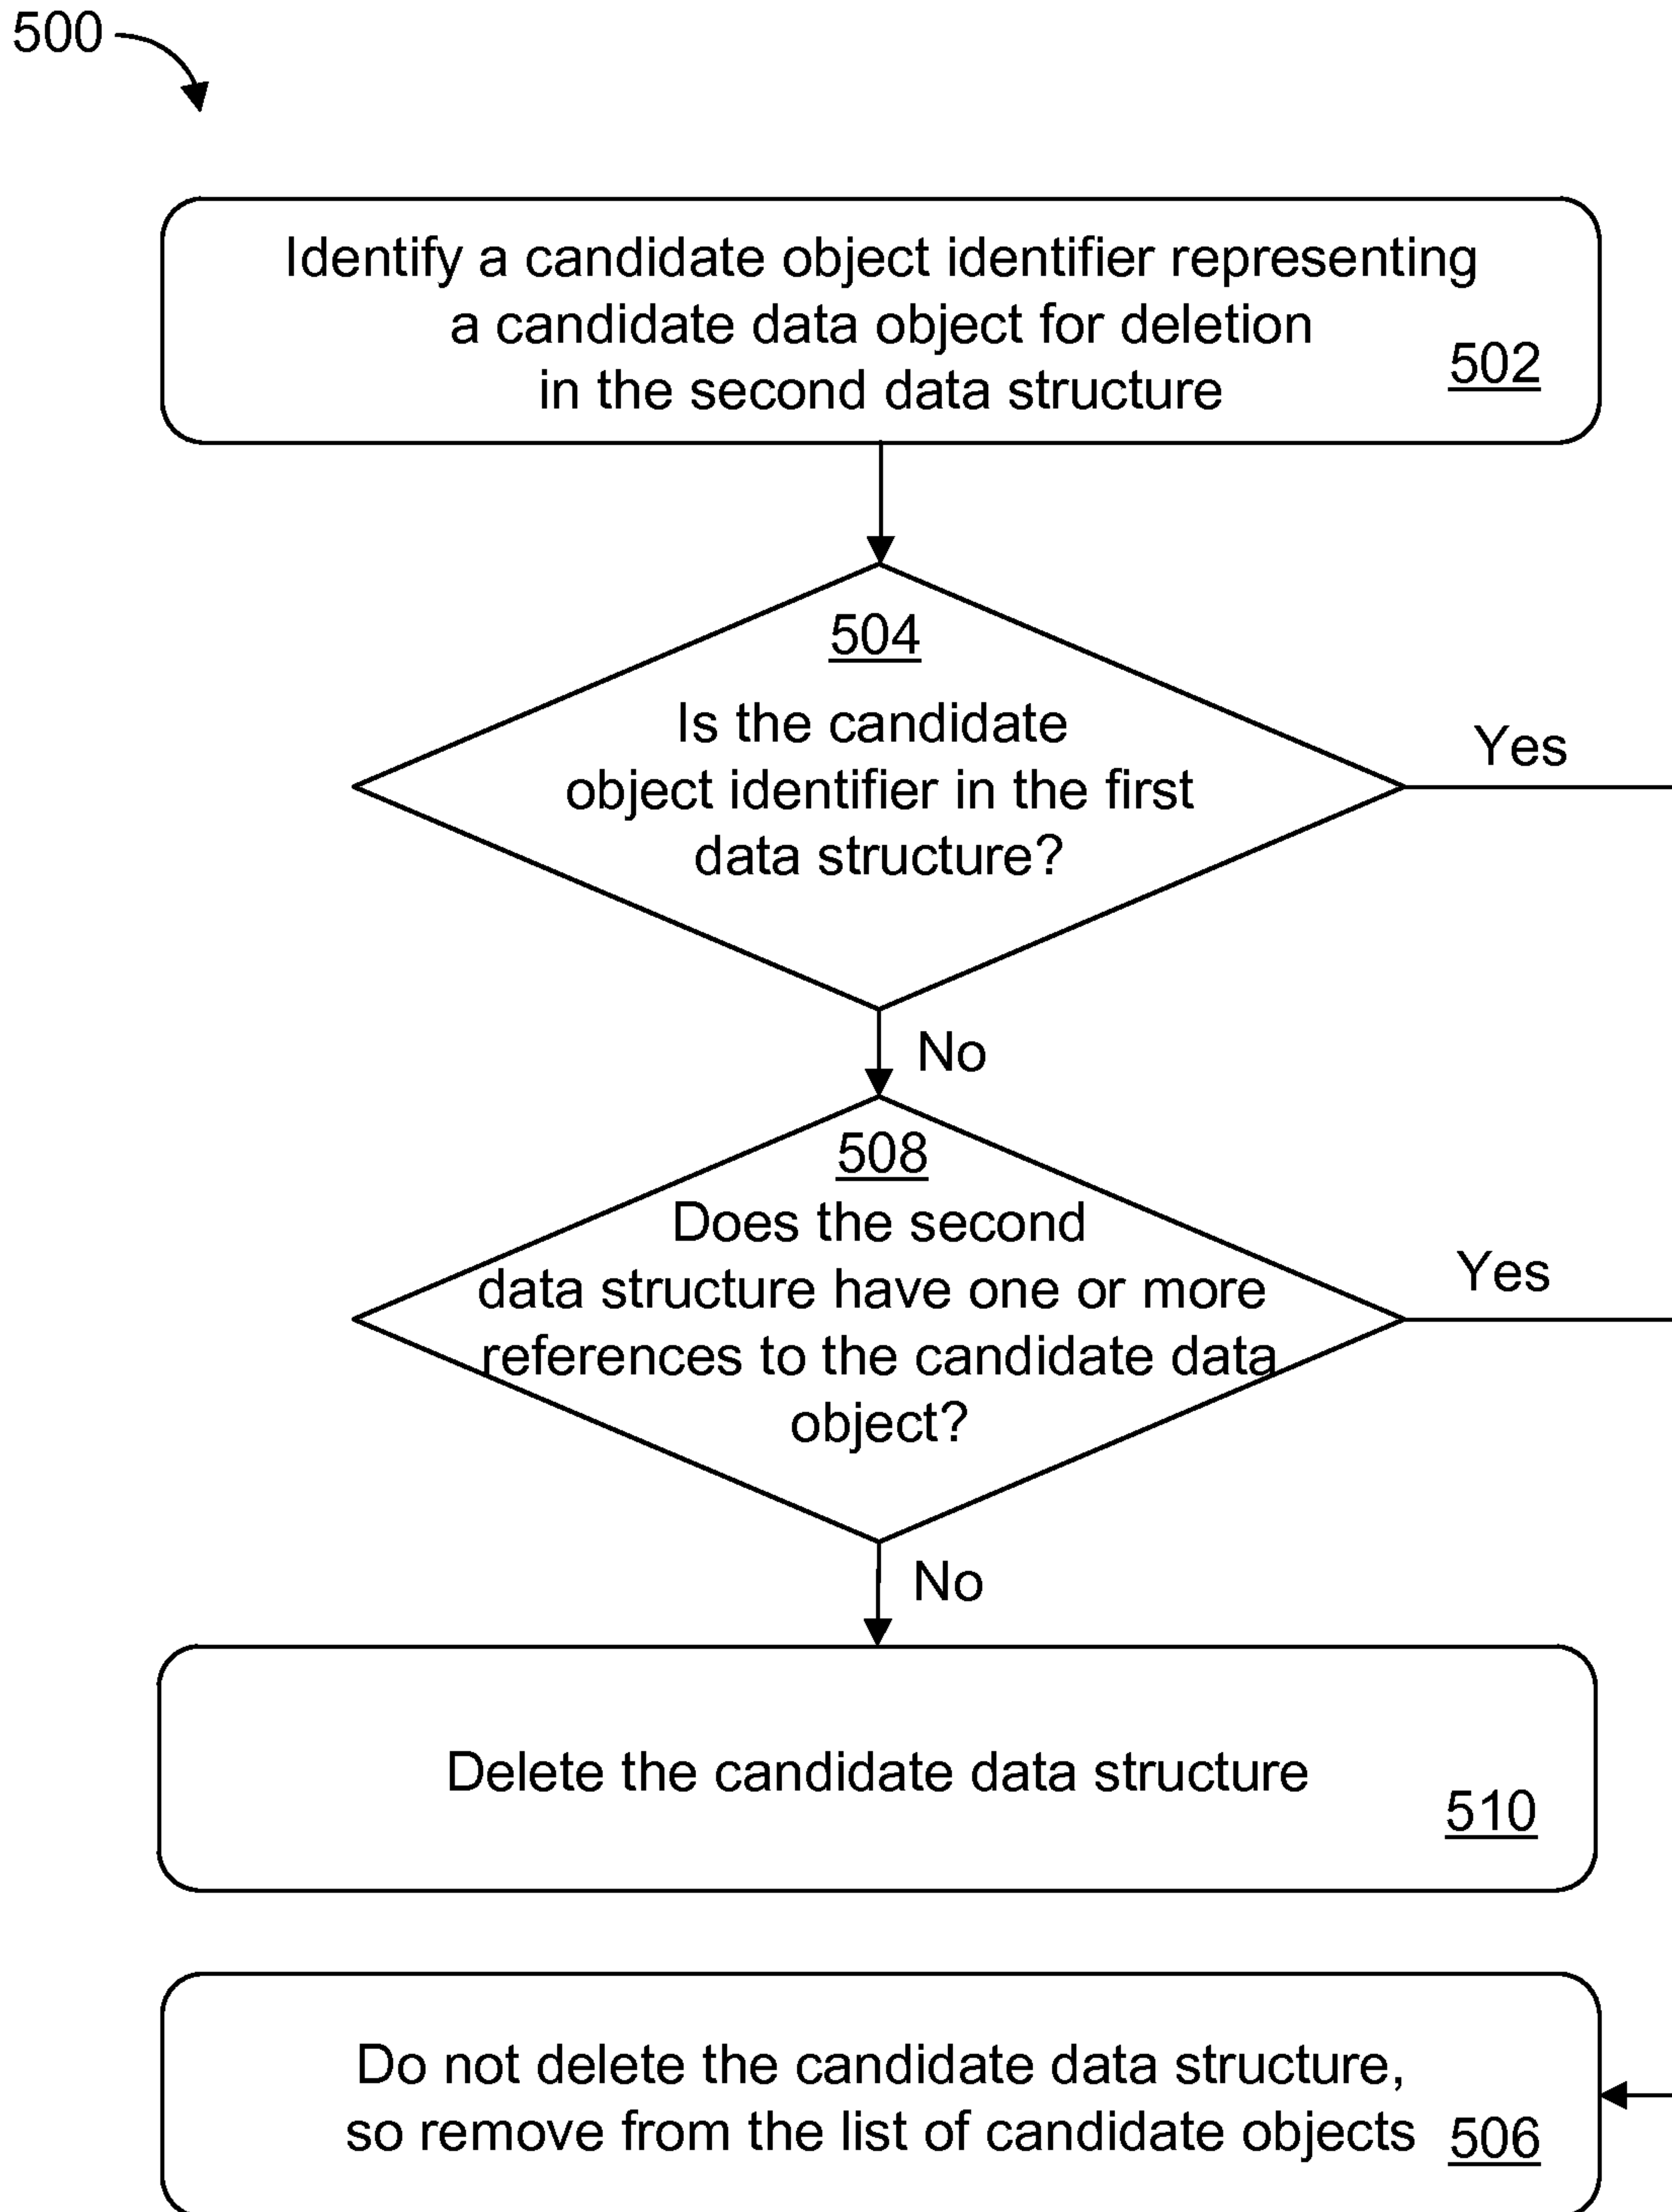 500
Identify a candidate object identifier representing
a candidate data object for deletion
in the second data structure
502
504
Is the candidate
object identifier in the first
data structure?
Yes
No
508
Does the second
data structure have one or more
references to the candidate data
object?
Yes
No
Delete the candidate data structure
510
Do not delete the candidate data structure,
so remove from the list of candidate objects
506